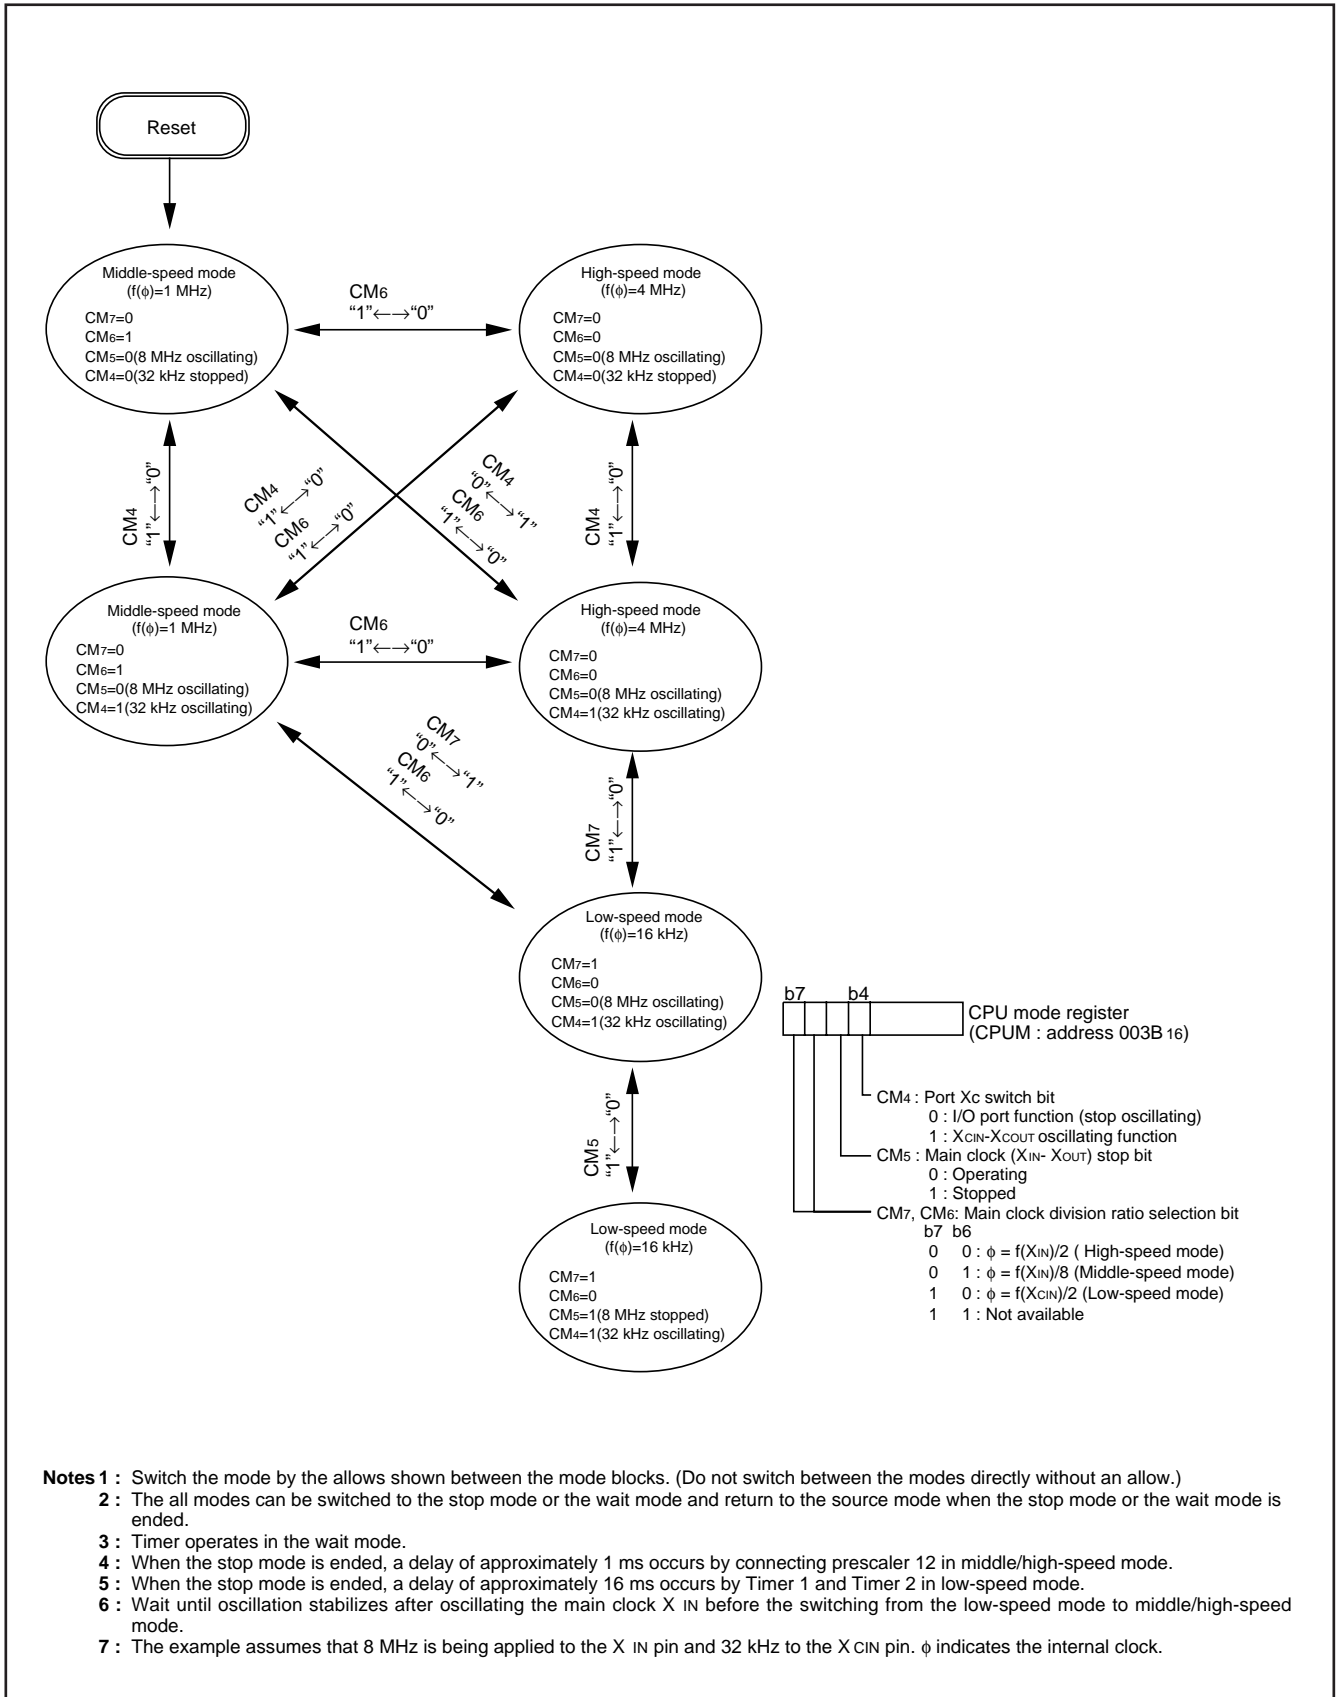 Reset
Middle-speed mode
(f(ϕ)=1 MHz)
CM7=0
CM6=1
CM5=0(8 MHz oscillating)
CM4=0(32 kHz stopped)
CM6
“1”←→“0”
High-speed mode
(f(ϕ)=4 MHz)
CM7=0
CM6=0
CM5=0(8 MHz oscillating)
CM4=0(32 kHz stopped)
CM4
“1”←→“0”
CM4
“1”←→“0”
CM6
“1”←→“0”
CM4
“0”←→“1”
CM6
“1”←→“0”
CM4
“1”←→“0”
Middle-speed mode
(f(ϕ)=1 MHz)
CM7=0
CM6=1
CM5=0(8 MHz oscillating)
CM4=1(32 kHz oscillating)
CM6
“1”←→“0”
High-speed mode
(f(ϕ)=4 MHz)
CM7=0
CM6=0
CM5=0(8 MHz oscillating)
CM4=1(32 kHz oscillating)
CM7
“0”←→“1”
CM6
“1”←→“0”
CM7
“1”←→“0”
Low-speed mode
(f(ϕ)=16 kHz)
CM7=1
CM6=0
CM5=0(8 MHz oscillating)
CM4=1(32 kHz oscillating)
CM5
“1”←→“0”
Low-speed mode
(f(ϕ)=16 kHz)
CM7=1
CM6=0
CM5=1(8 MHz stopped)
CM4=1(32 kHz oscillating)
b7 b4
CPU mode register
(CPUM : address 003B 16)
CM4 : Port Xc switch bit
0 : I/O port function (stop oscillating)
1 : XCIN-XCOUT oscillating function
CM5 : Main clock (XIN- XOUT) stop bit
0 : Operating
1 : Stopped
CM7, CM6: Main clock division ratio selection bit
b7 b6
0 0 : ϕ = f(XIN)/2 ( High-speed mode)
0 1 : ϕ = f(XIN)/8 (Middle-speed mode)
1 0 : ϕ = f(XCIN)/2 (Low-speed mode)
1 1 : Not available
Notes 1 : Switch the mode by the allows shown between the mode blocks. (Do not switch between the modes directly without an allow.)
2 : The all modes can be switched to the stop mode or the wait mode and return to the source mode when the stop mode or the wait mode is
ended.
3 : Timer operates in the wait mode.
4 : When the stop mode is ended, a delay of approximately 1 ms occurs by connecting prescaler 12 in middle/high-speed mode.
5 : When the stop mode is ended, a delay of approximately 16 ms occurs by Timer 1 and Timer 2 in low-speed mode.
6 : Wait until oscillation stabilizes after oscillating the main clock X IN before the switching from the low-speed mode to middle/high-speed
mode.
7 : The example assumes that 8 MHz is being applied to the X IN pin and 32 kHz to the X CIN pin. ϕ indicates the internal clock.